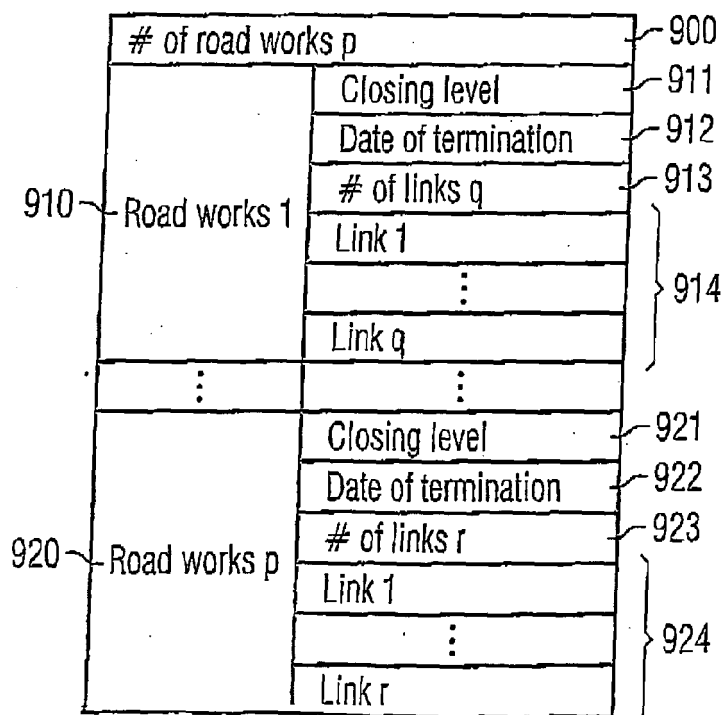 # of road works p 900
Closing level 911
Date of termination 912
# of links q 913
910 Road works 1
Link 1
⋮ 914
Link q
⋮ ⋮
Closing level 921
Date of termination 922
# of links r 923
920 Road works p
Link 1
⋮ 924
Link r